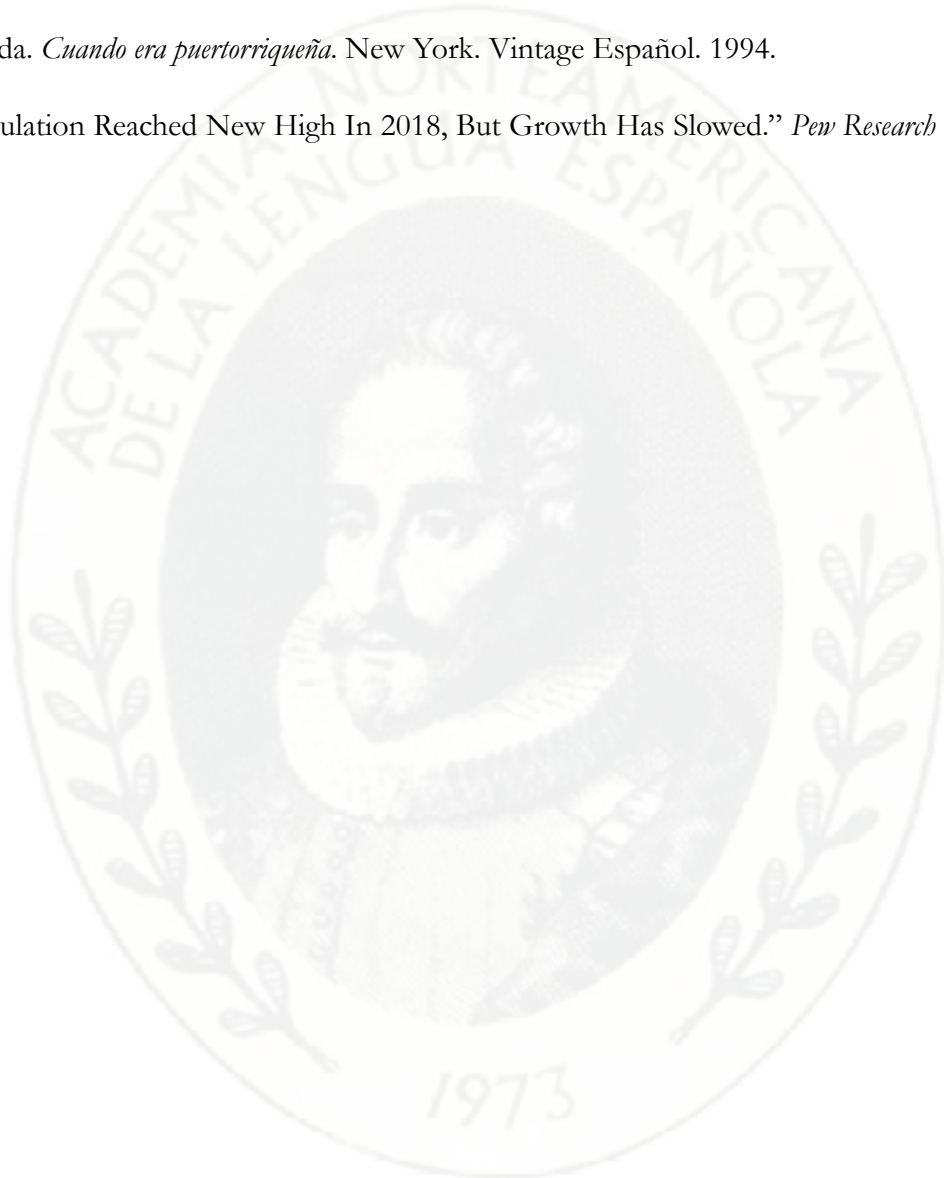 da. Cuando era puertorriqueña. New York. Vintage Español. 1994.
ulation Reached New High In 2018, But Growth Has Slowed.” Pew Research
ACADEMIA NORTEAMERICANA
DE LA LENGUA ESPAÑOLA
1973